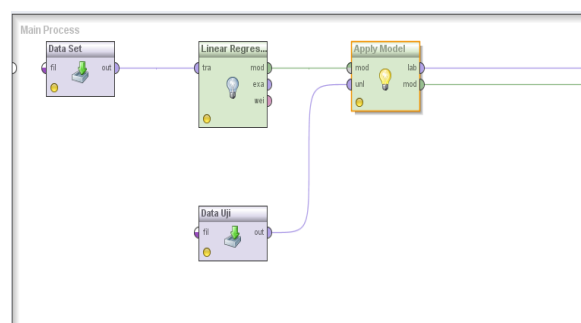 Main Process
Data Set
fil
out
Linear Regres...
tra
mod
exa
wei
Apply Model
mod
unl
lab
mod
Data Uji
fil
out